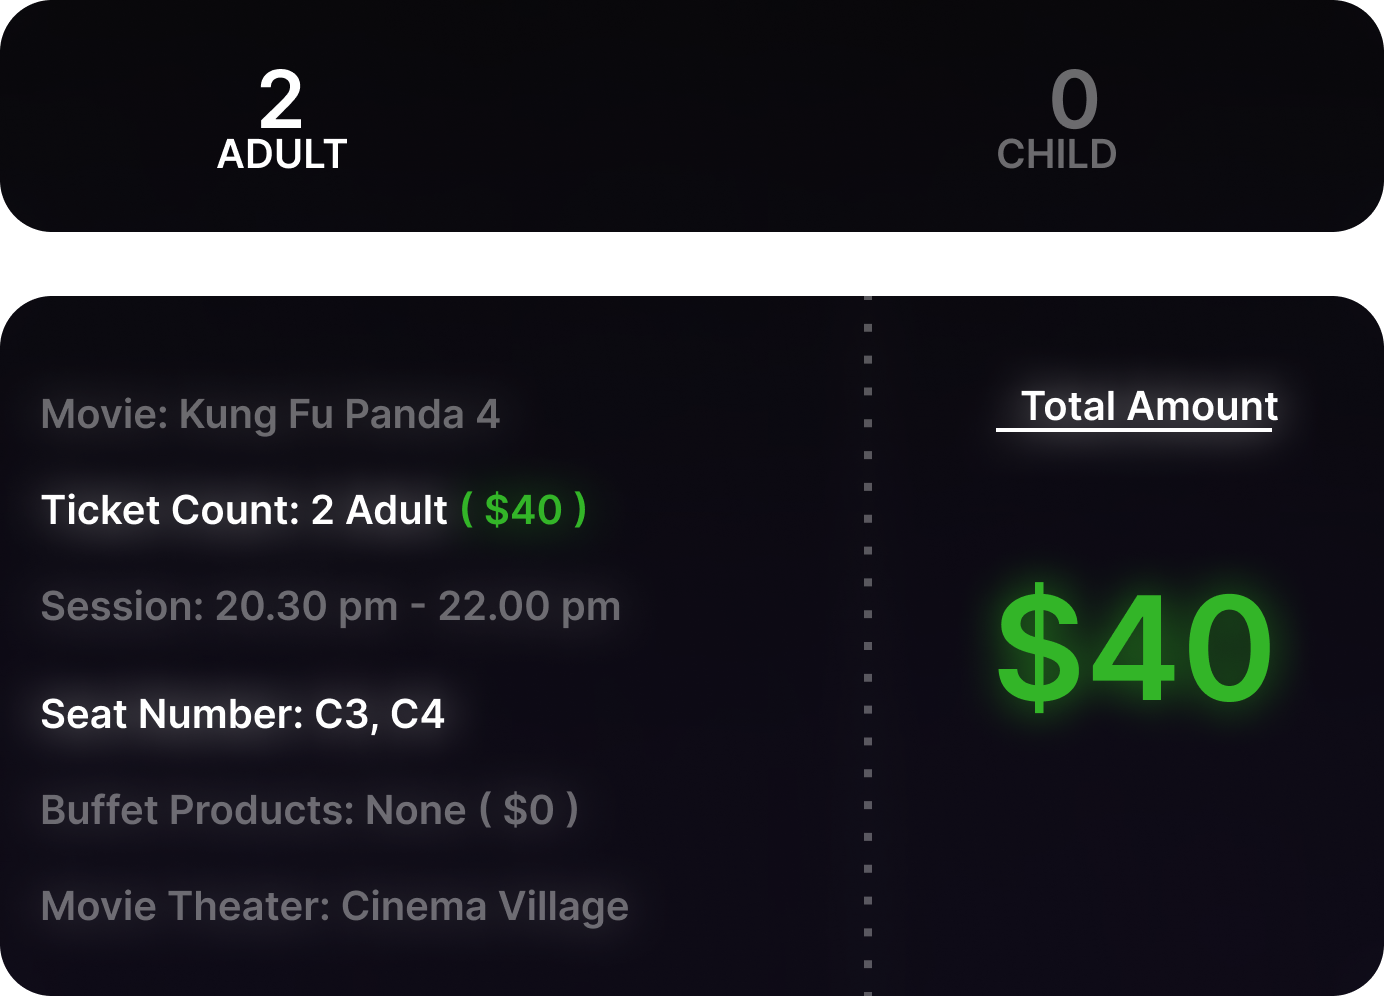 2
ADULT
0
CHILD
Movie: Kung Fu Panda 4
Ticket Count: 2 Adult ( $40 )
Session: 20.30 pm - 22.00 pm
Seat Number: C3, C4
Buffet Products: None ( $0 )
Movie Theater: Cinema Village
Total Amount
$40